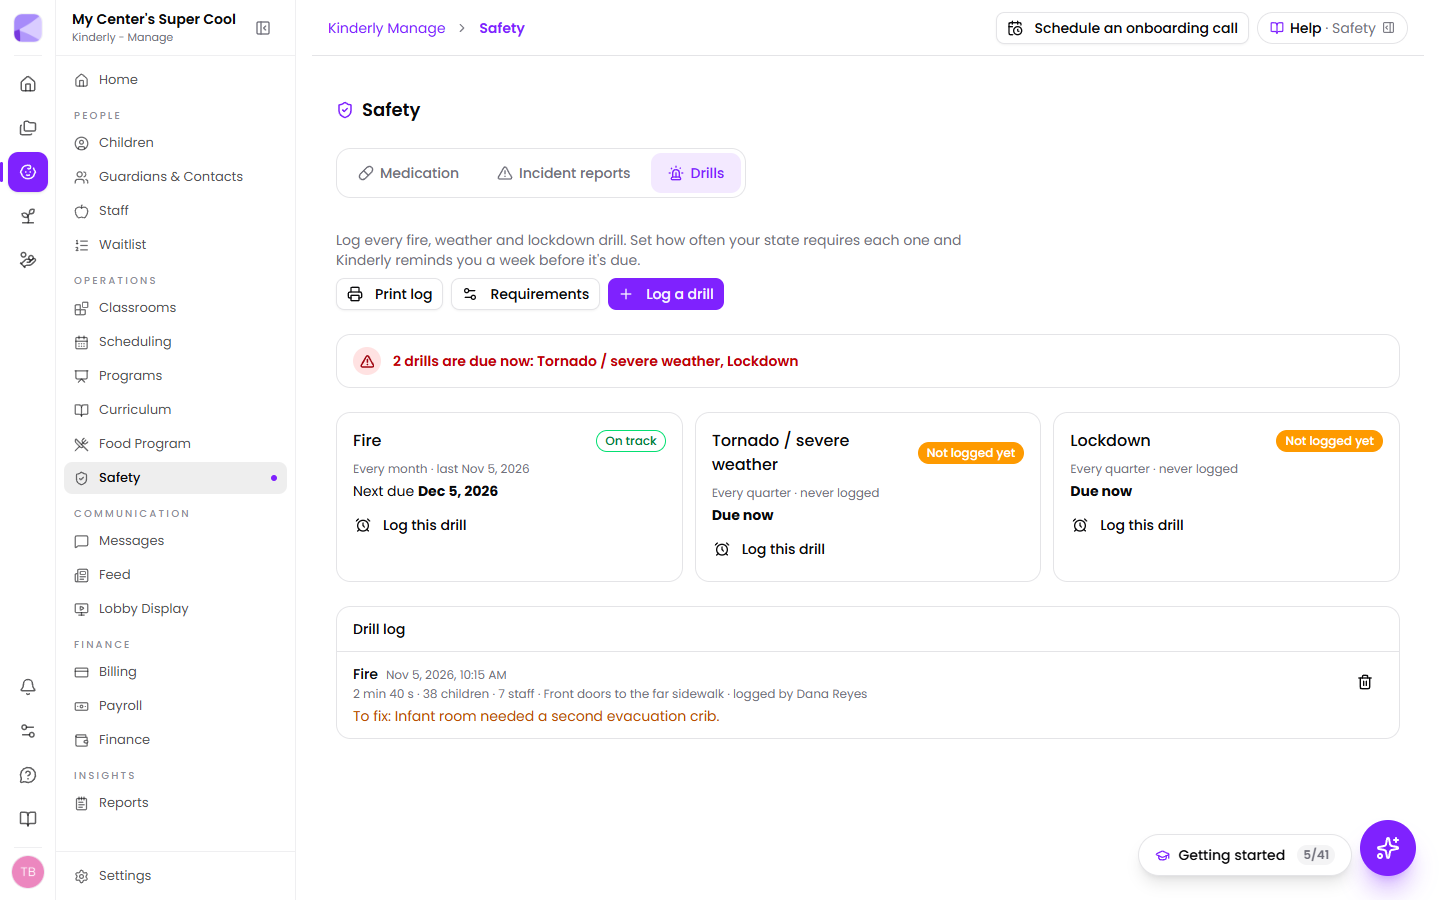 My Center's Super Cool
Kinderly - Manage
Home
PEOPLE
Children
Guardians & Contacts
Staff
Waitlist
OPERATIONS
Classrooms
Scheduling
Programs
Curriculum
Food Program
Safety
COMMUNICATION
Messages
Feed
Lobby Display
FINANCE
Billing
Payroll
Finance
INSIGHTS
Reports
Settings
TB
Kinderly Manage > Safety
Schedule an onboarding call
Help · Safety
Safety
Medication
Incident reports
Drills
Log every fire, weather and lockdown drill. Set how often your state requires each one and
Kinderly reminds you a week before it's due.
Print log
Requirements
+ Log a drill
2 drills are due now: Tornado / severe weather, Lockdown
Fire
On track
Every month · last Nov 5, 2026
Next due Dec 5, 2026
Log this drill
Tornado / severe
weather
Not logged yet
Every quarter · never logged
Due now
Log this drill
Lockdown
Not logged yet
Every quarter · never logged
Due now
Log this drill
Drill log
Fire Nov 5, 2026, 10:15 AM
2 min 40 s · 38 children · 7 staff · Front doors to the far sidewalk · logged by Dana Reyes
To fix: Infant room needed a second evacuation crib.
Getting started 5/41